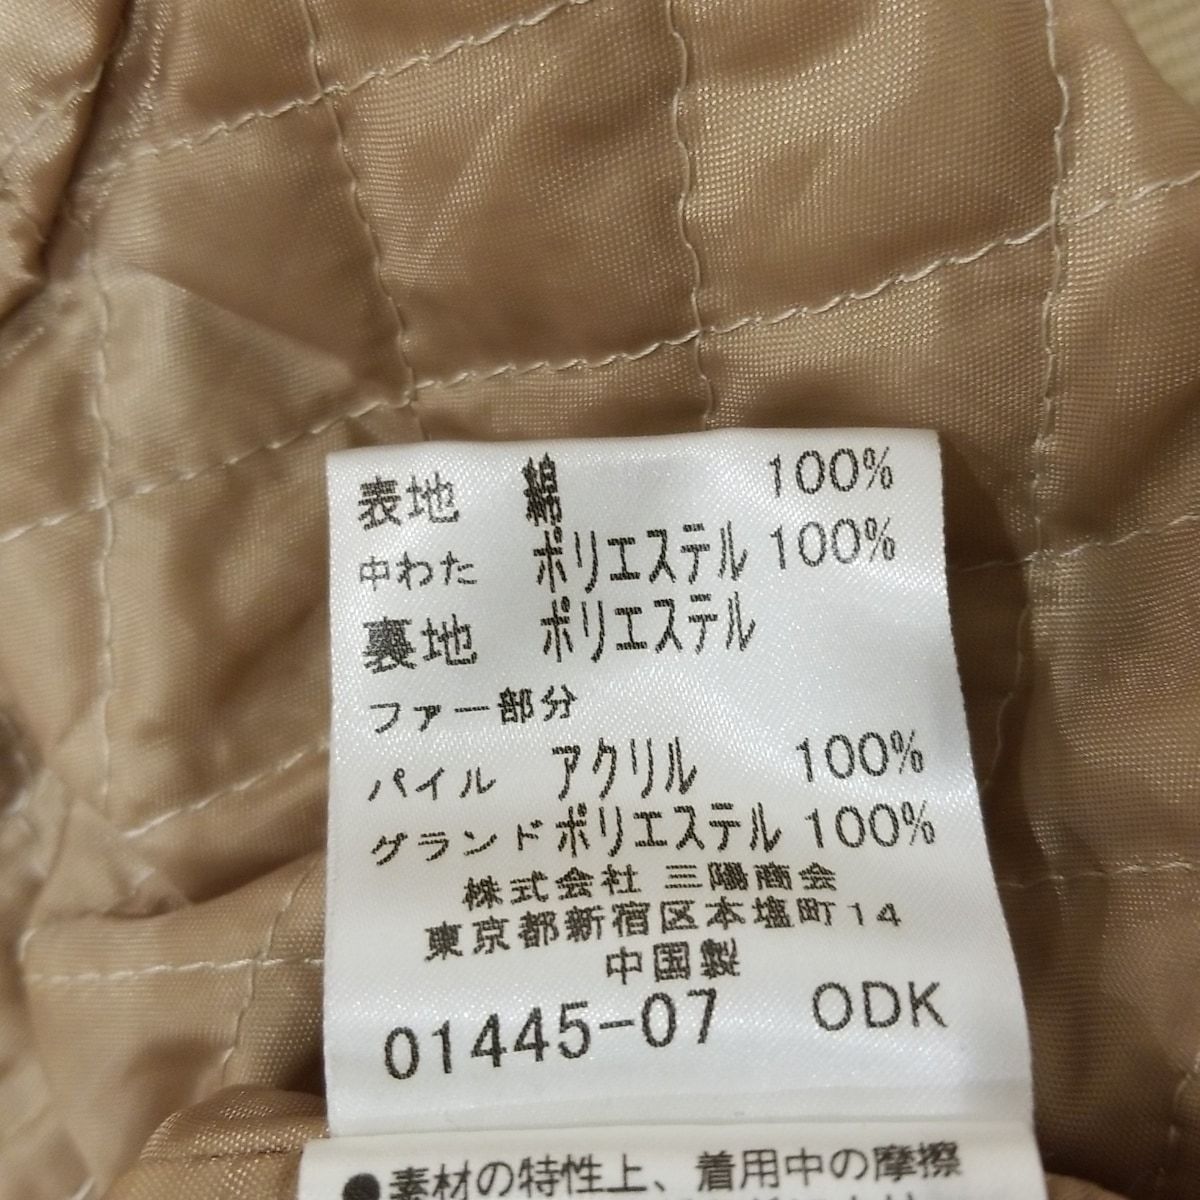 表地 綿 100%
中わた ポリエステル 100%
裏地 ポリエステル
ファー部分
パイル アクリル 100%
グランド ポリエステル 100%
株式会社 三陽商会
東京都新宿区本塩町14
中国製
01445-07 ODK
●素材の特性上、着用中の摩擦